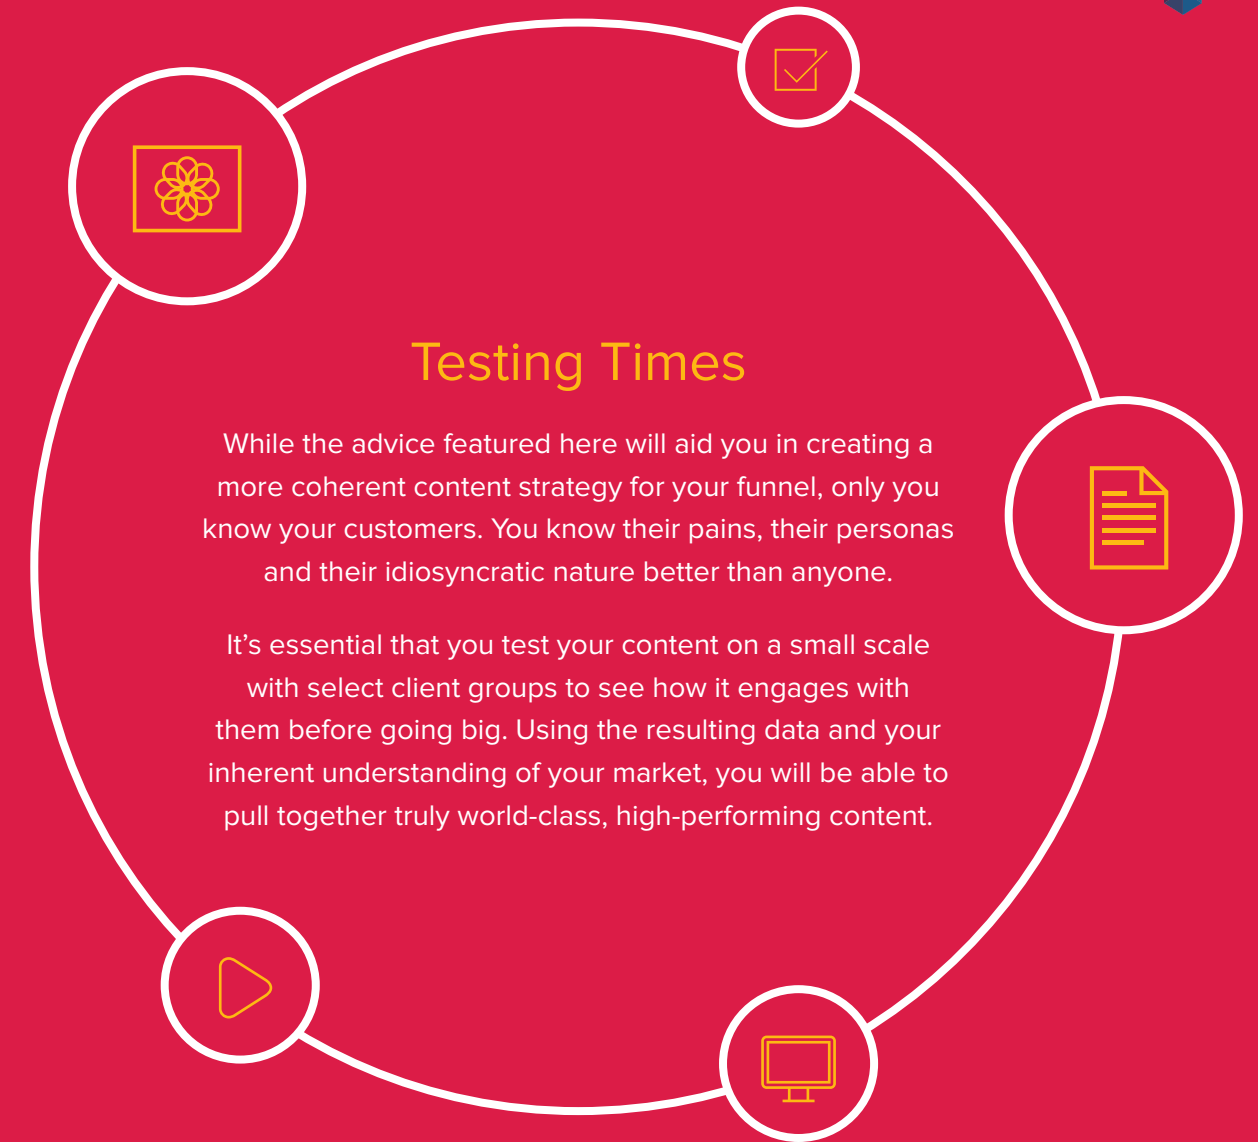 Testing Times
While the advice featured here will aid you in creating a
more coherent content strategy for your funnel, only you
know your customers. You know their pains, their personas
and their idiosyncratic nature better than anyone.
It’s essential that you test your content on a small scale
with select client groups to see how it engages with
them before going big. Using the resulting data and your
inherent understanding of your market, you will be able to
pull together truly world-class, high-performing content.